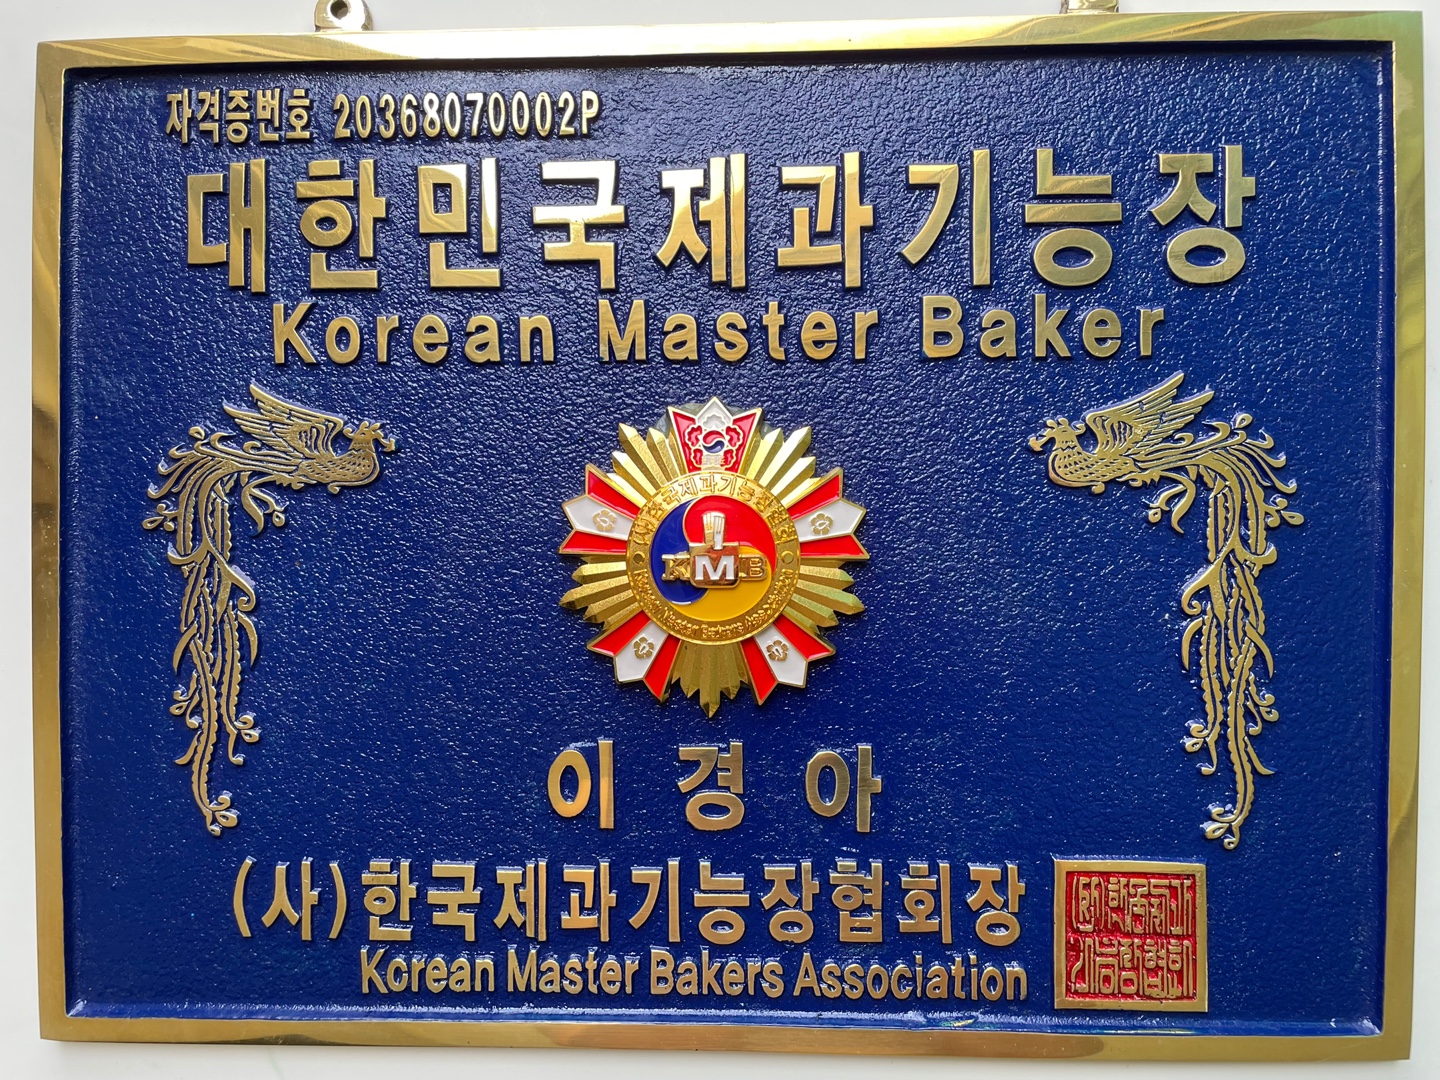 자격증번호 20368070002P
대한민국제과기능장
Korean Master Baker
KMB
이경아
(사)한국제과기능장협회장
Korean Master Bakers Association